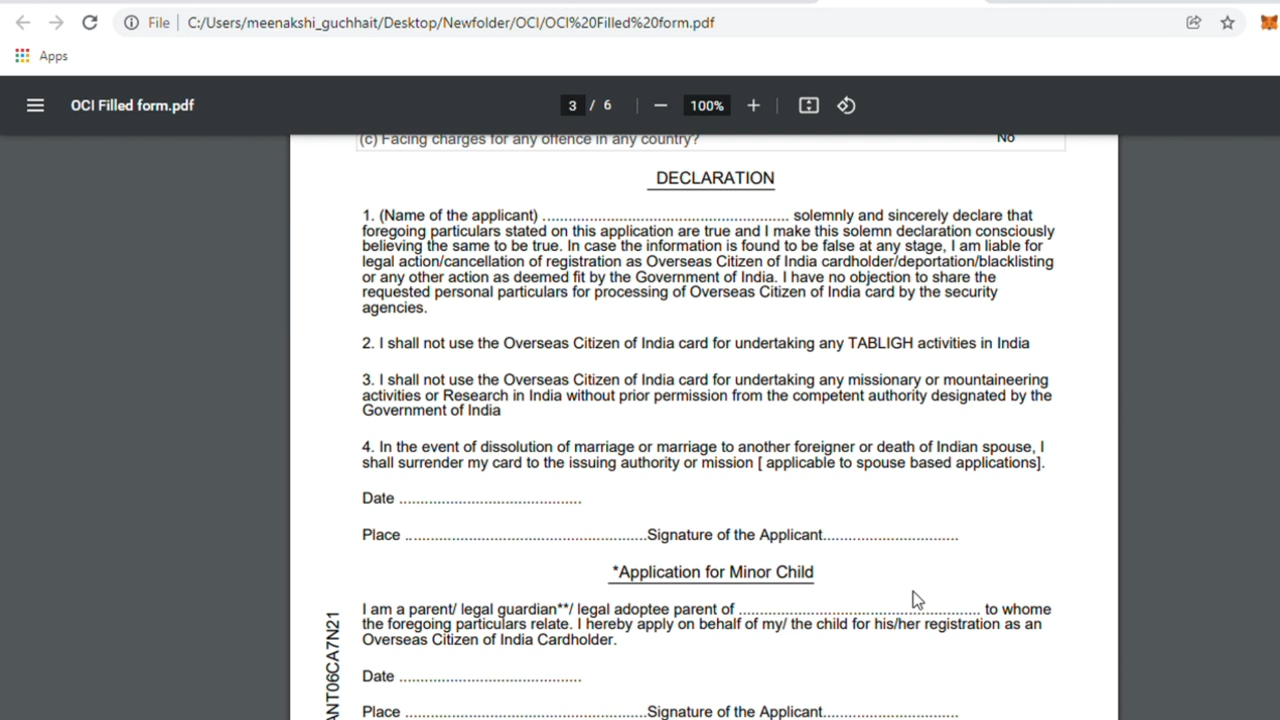 File | C:/Users/meenakshi_guchhait/Desktop/Newfolder/OCI/OCI%20Filled%20form.pdf
Apps
OCI Filled form.pdf
3 / 6
100%
(c) Facing charges for any offence in any country? No
DECLARATION
1. (Name of the applicant) .......................................................... solemnly and sincerely declare that
foregoing particulars stated on this application are true and I make this solemn declaration consciously
believing the same to be true. In case the information is found to be false at any stage, I am liable for
legal action/cancellation of registration as Overseas Citizen of India cardholder/deportation/blacklisting
or any other action as deemed fit by the Government of India. I have no objection to share the
requested personal particulars for processing of Overseas Citizen of India card by the security
agencies.
2. I shall not use the Overseas Citizen of India card for undertaking any TABLIGH activities in India
3. I shall not use the Overseas Citizen of India card for undertaking any missionary or mountaineering
activities or Research in India without prior permission from the competent authority designated by the
Government of India
4. In the event of dissolution of marriage or marriage to another foreigner or death of Indian spouse, I
shall surrender my card to the issuing authority or mission [ applicable to spouse based applications].
Date ...........................................
Place .........................................................Signature of the Applicant................................
*Application for Minor Child
I am a parent/ legal guardian**/ legal adoptee parent of ......................................................... to whome
the foregoing particulars relate. I hereby apply on behalf of my/ the child for his/her registration as an
Overseas Citizen of India Cardholder.
Date ...........................................
Place .........................................................Signature of the Applicant................................
ANT06CA7N21